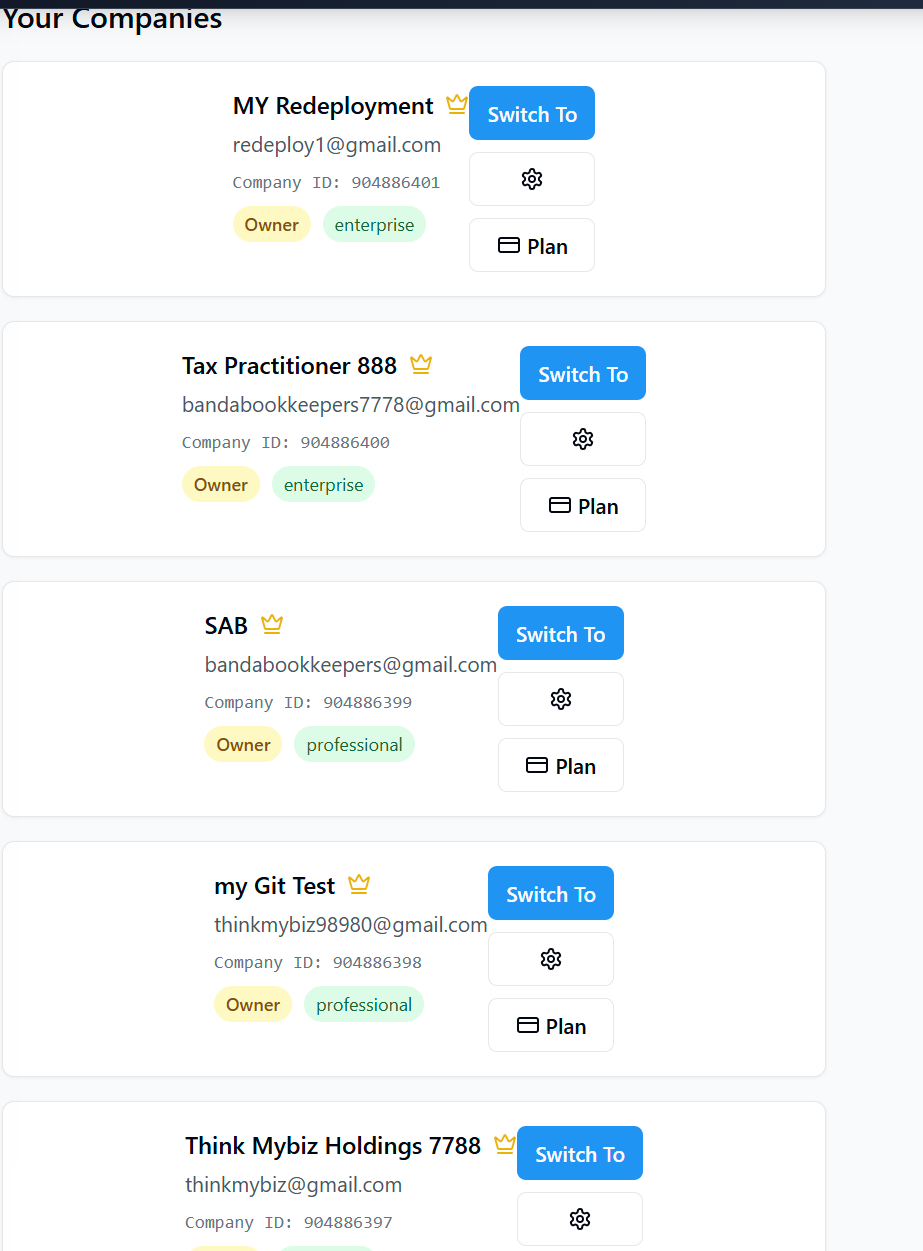 Your Companies
MY Redeployment
Switch To
redeploy1@gmail.com
Company ID: 904886401
Owner
enterprise
Plan
Tax Practitioner 888
Switch To
bandabookkeepers7778@gmail.com
Company ID: 904886400
Owner
enterprise
Plan
SAB
Switch To
bandabookkeepers@gmail.com
Company ID: 904886399
Owner
professional
Plan
my Git Test
Switch To
thinkmybiz98980@gmail.com
Company ID: 904886398
Owner
professional
Plan
Think Mybiz Holdings 7788
Switch To
thinkmybiz@gmail.com
Company ID: 904886397